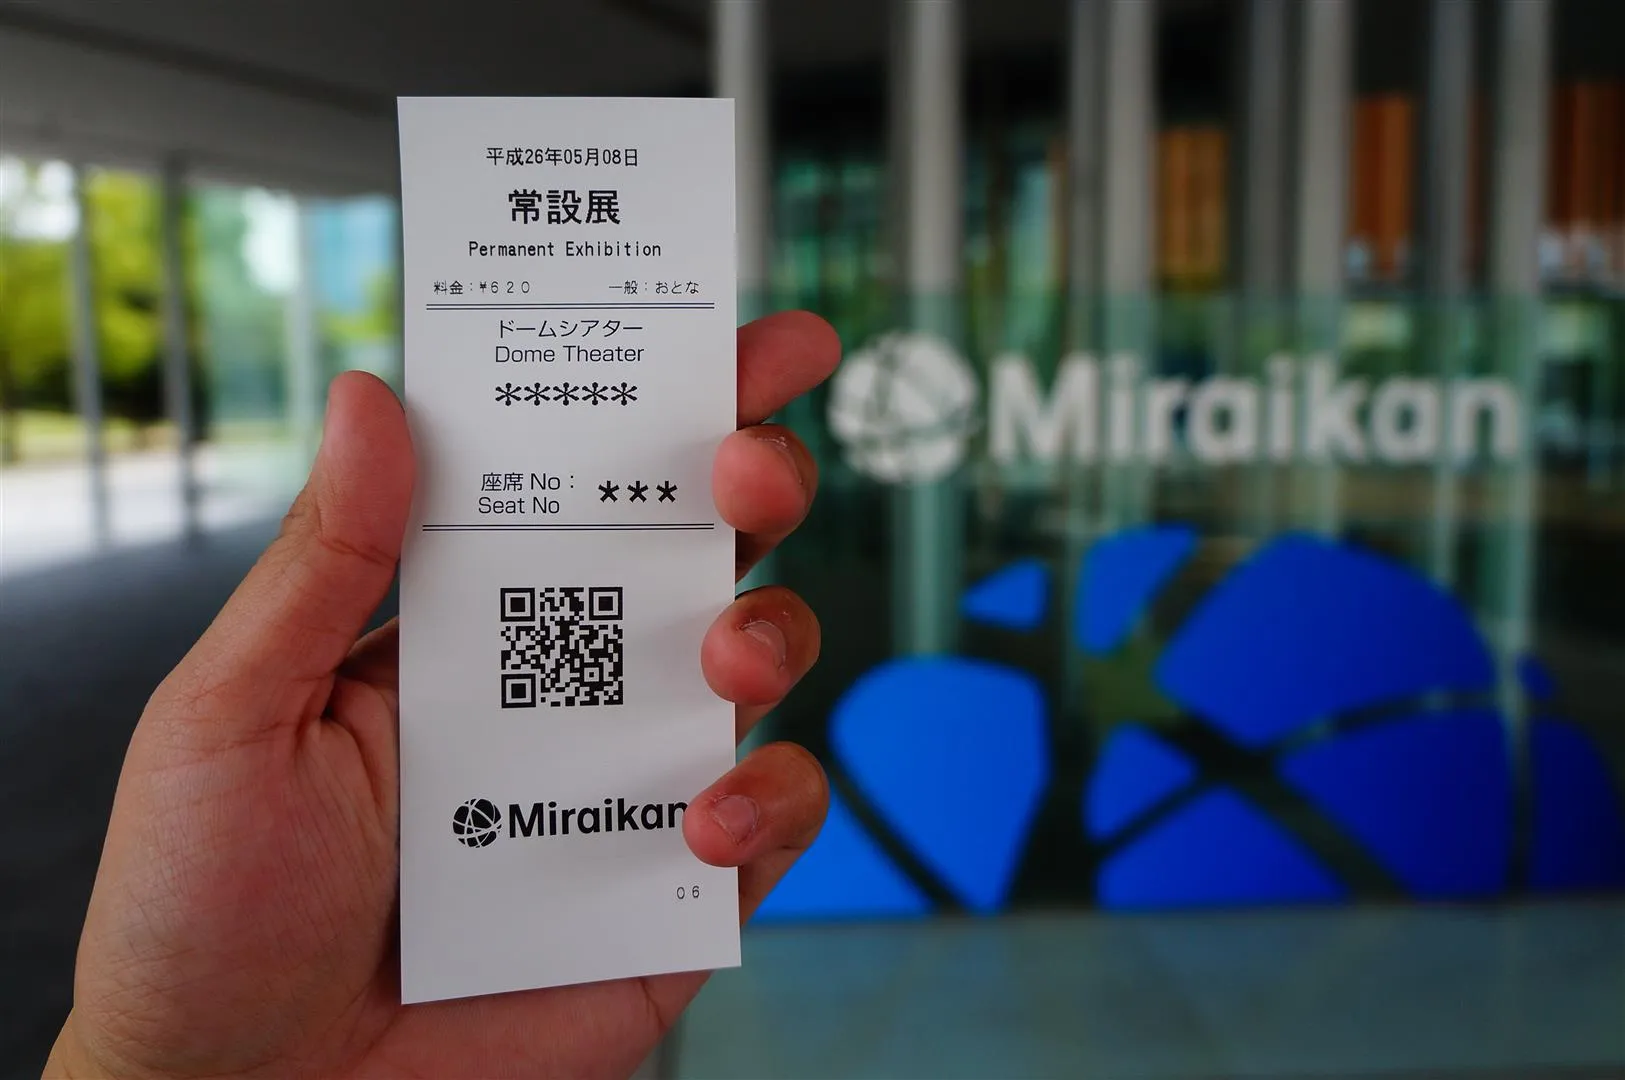 平成26年05月08日
常設展
Permanent Exhibition
料金:¥620 一般:おとな
ドームシアター
Dome Theater
*****
座席 No: ***
Seat No
Miraikan
06
Miraikan